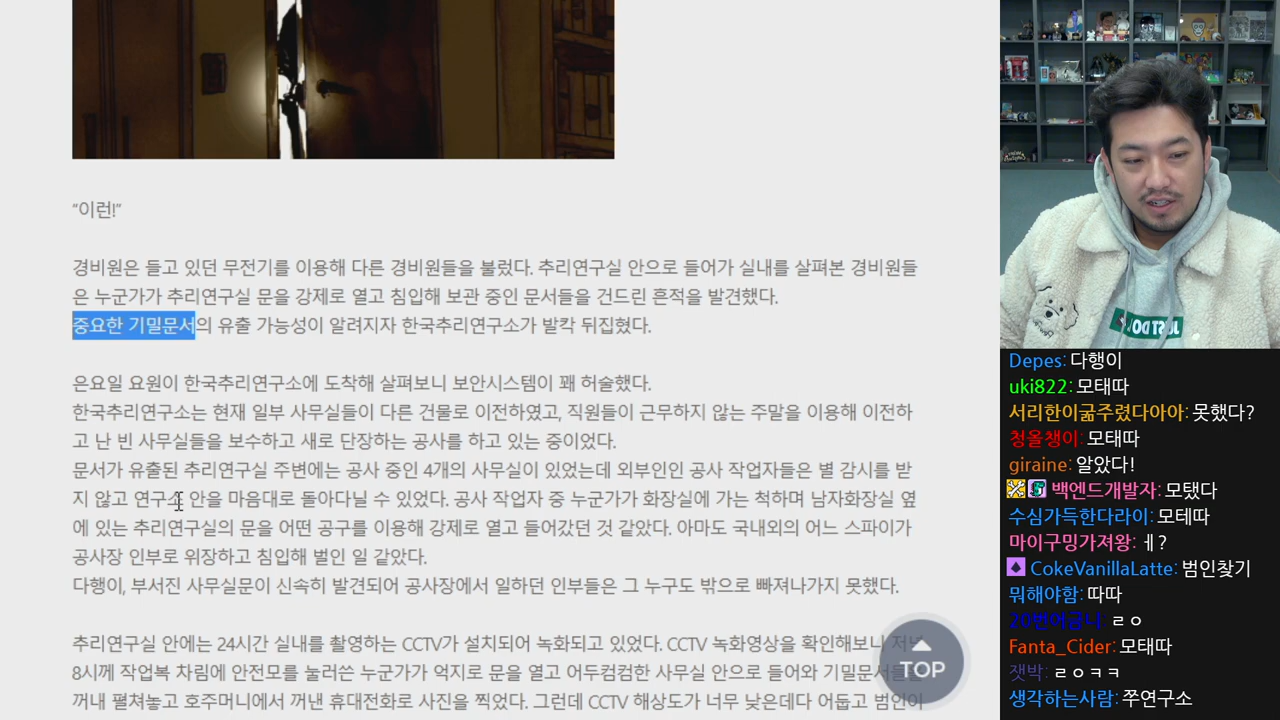 “이런!”
경비원은 들고 있던 무전기를 이용해 다른 경비원들을 불렀다. 추리연구실 안으로 들어가 실내를 살펴본 경비원들
은 누군가가 추리연구실 문을 강제로 열고 침입해 보관 중인 문서들을 건드린 흔적을 발견했다.
중요한 기밀문서의 유출 가능성이 알려지자 한국추리연구소가 발칵 뒤집혔다.
은요일 요원이 한국추리연구소에 도착해 살펴보니 보안시스템이 꽤 허술했다.
한국추리연구소는 현재 일부 사무실들이 다른 건물로 이전하였고, 직원들이 근무하지 않는 주말을 이용해 이전하
고 난 빈 사무실들을 보수하고 새로 단장하는 공사를 하고 있는 중이었다.
문서가 유출된 추리연구실 주변에는 공사 중인 4개의 사무실이 있었는데 외부인인 공사 작업자들은 별 감시를 받
지 않고 연구소 안을 마음대로 돌아다닐 수 있었다. 공사 작업자 중 누군가가 화장실에 가는 척하며 남자화장실 옆
에 있는 추리연구실의 문을 어떤 공구를 이용해 강제로 열고 들어갔던 것 같았다. 아마도 국내외의 어느 스파이가
공사장 인부로 위장하고 침입해 벌인 일 같았다.
다행이, 부서진 사무실문이 신속히 발견되어 공사장에서 일하던 인부들은 그 누구도 밖으로 빠져나가지 못했다.
추리연구실 안에는 24시간 실내를 촬영하는 CCTV가 설치되어 녹화되고 있었다. CCTV 녹화영상을 확인해보니 저녁
8시께 작업복 차림에 안전모를 눌러쓴 누군가가 억지로 문을 열고 어두컴컴한 사무실 안으로 들어와 기밀문서들을
꺼내 펼쳐놓고 호주머니에서 꺼낸 휴대전화로 사진을 찍었다. 그런데 CCTV 해상도가 너무 낮은데다 어둡고 범인이
TOP
Depes: 다행이
uki822: 모태따
서리한이굶주렸다아아: 못했다?
청올챙이: 모태따
giraine: 알았다!
백엔드개발자: 모탰다
수심가득한다라이: 모테따
마이구밍가져왕: ㅔ?
CokeVanillaLatte: 범인찿기
뭐해야함: 따따
20번어금니: ㄹㅇ
Fanta_Cider: 모태따
잿박: ㄹㅇㅋㅋ
생각하는사람: 쭈연구소